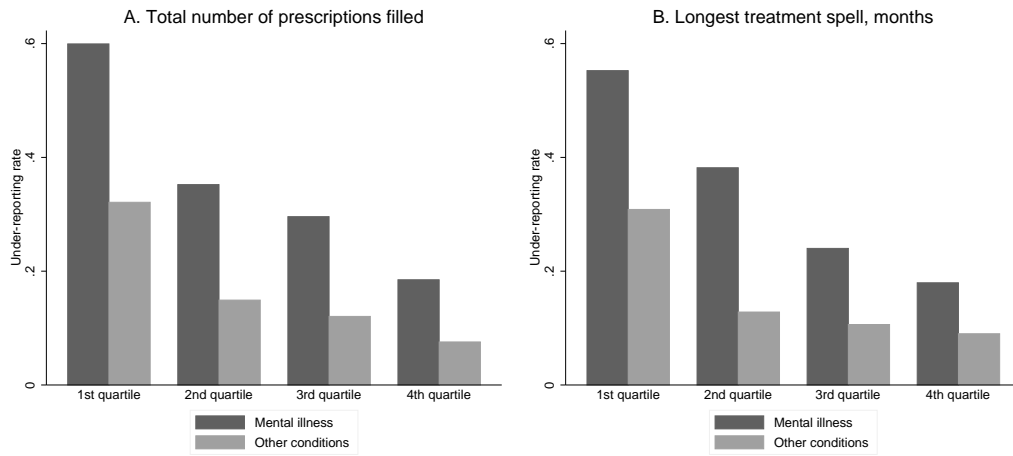 A. Total number of prescriptions filled
Under-reporting rate
.6
.4
.2
0
1st quartile 2nd quartile 3rd quartile 4th quartile
Mental illness
Other conditions
B. Longest treatment spell, months
Under-reporting rate
.6
.4
.2
0
1st quartile 2nd quartile 3rd quartile 4th quartile
Mental illness
Other conditions